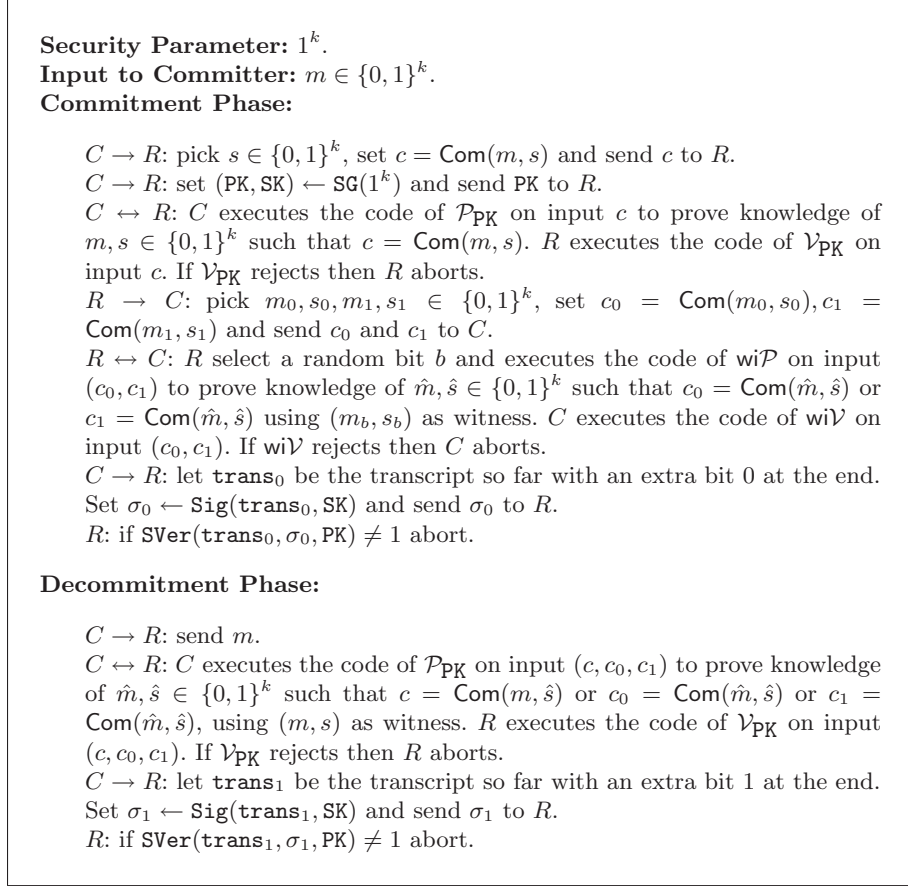 Security Parameter: 1^k.
Input to Committer: m ∈ {0, 1}^k.
Commitment Phase:
C → R: pick s ∈ {0, 1}^k, set c = Com(m, s) and send c to R.
C → R: set (PK, SK) ← SG(1^k) and send PK to R.
C ↔ R: C executes the code of 𝒫_PK on input c to prove knowledge of
m, s ∈ {0, 1}^k such that c = Com(m, s). R executes the code of 𝒱_PK on
input c. If 𝒱_PK rejects then R aborts.
R → C: pick m_0, s_0, m_1, s_1 ∈ {0, 1}^k, set c_0 = Com(m_0, s_0), c_1 =
Com(m_1, s_1) and send c_0 and c_1 to C.
R ↔ C: R select a random bit b and executes the code of wi𝒫 on input
(c_0, c_1) to prove knowledge of m̂, ŝ ∈ {0, 1}^k such that c_0 = Com(m̂, ŝ) or
c_1 = Com(m̂, ŝ) using (m_b, s_b) as witness. C executes the code of wi𝒱 on
input (c_0, c_1). If wi𝒱 rejects then C aborts.
C → R: let trans_0 be the transcript so far with an extra bit 0 at the end.
Set σ_0 ← Sig(trans_0, SK) and send σ_0 to R.
R: if SVer(trans_0, σ_0, PK) ≠ 1 abort.
Decommitment Phase:
C → R: send m.
C ↔ R: C executes the code of 𝒫_PK on input (c, c_0, c_1) to prove knowledge
of m̂, ŝ ∈ {0, 1}^k such that c = Com(m, ŝ) or c_0 = Com(m̂, ŝ) or c_1 =
Com(m̂, ŝ), using (m, s) as witness. R executes the code of 𝒱_PK on input
(c, c_0, c_1). If 𝒱_PK rejects then R aborts.
C → R: let trans_1 be the transcript so far with an extra bit 1 at the end.
Set σ_1 ← Sig(trans_1, SK) and send σ_1 to R.
R: if SVer(trans_1, σ_1, PK) ≠ 1 abort.